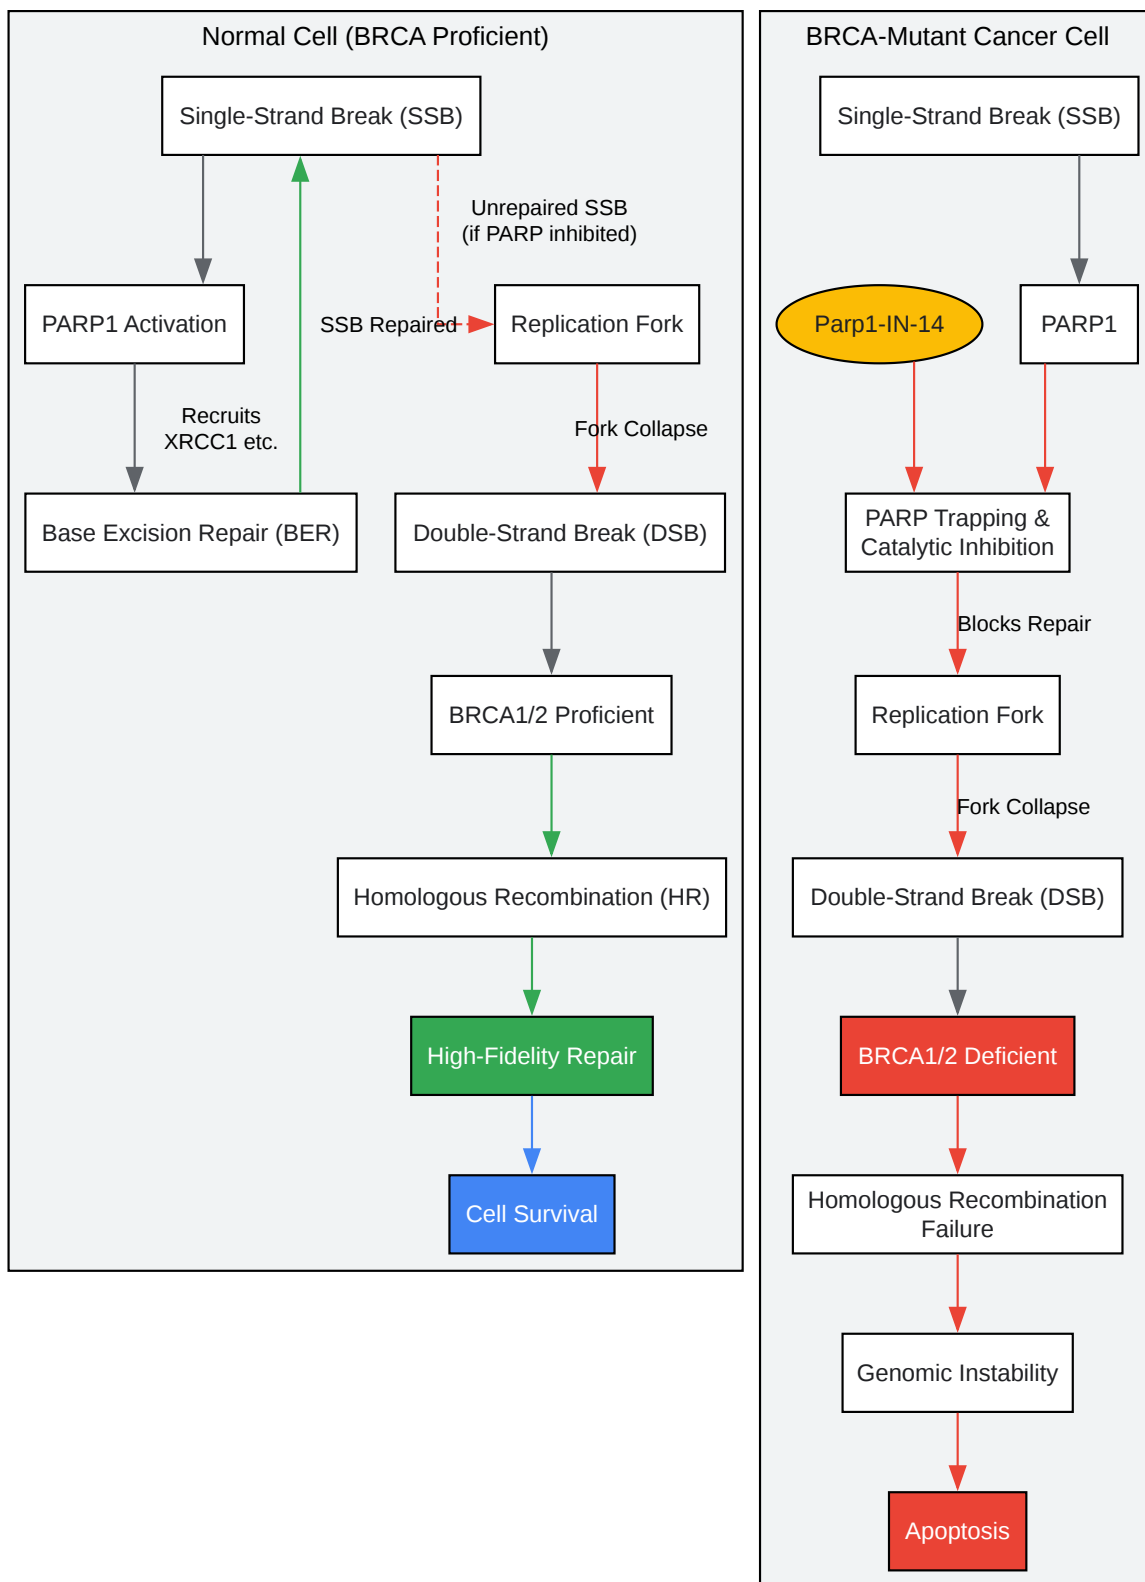 Normal Cell (BRCA Proficient)
Single-Strand Break (SSB)
Unrepaired SSB
(if PARP inhibited)
PARP1 Activation
SSB Repaired
Replication Fork
Recruits
XRCC1 etc.
Fork Collapse
Base Excision Repair (BER)
Double-Strand Break (DSB)
BRCA1/2 Proficient
Homologous Recombination (HR)
High-Fidelity Repair
Cell Survival
BRCA-Mutant Cancer Cell
Single-Strand Break (SSB)
Parp1-IN-14
PARP1
PARP Trapping &
Catalytic Inhibition
Blocks Repair
Replication Fork
Fork Collapse
Double-Strand Break (DSB)
BRCA1/2 Deficient
Homologous Recombination
Failure
Genomic Instability
Apoptosis